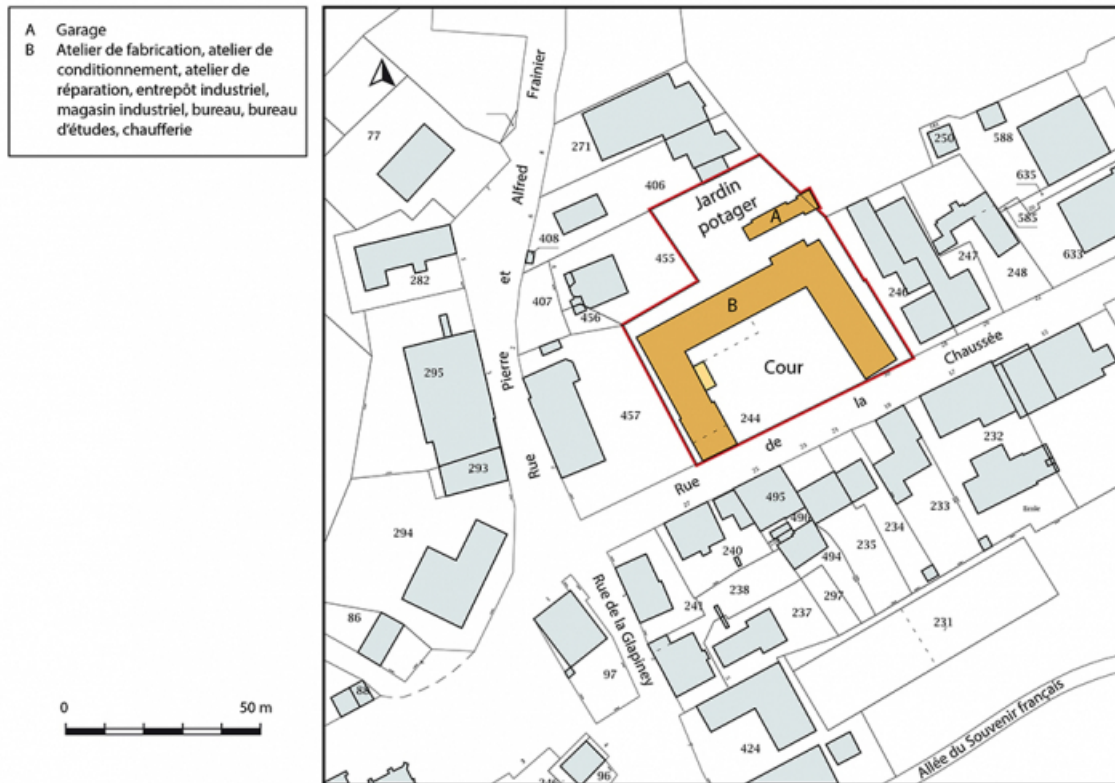 A Garage
B Atelier de fabrication, atelier de
conditionnement, atelier de
réparation, entrepôt industriel,
magasin industriel, bureau, bureau
d'études, chaufferie
0 50 m
Rue Pierre et Alfred Frainier
77
271
250
588
635
406
Jardin
potager
A
585
633
408
455
247
248
282
407
246
456
B
295
Cour
Rue de la Chaussée
457
244
232
293
495
Ecole
496
233
294
240
494
235
234
238
297
Rue de la Glapiney
241
237
231
86
97
88
424
Allée du Souvenir français
96